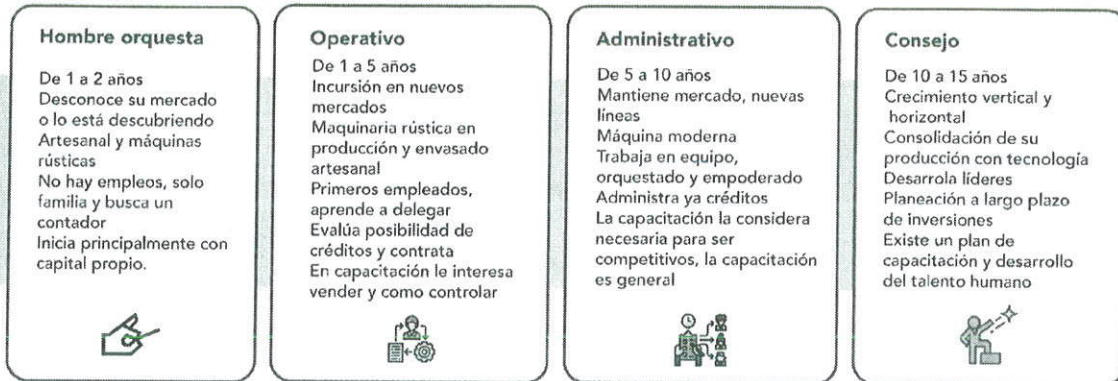 Hombre orquesta
De 1 a 2 años
Desconoce su mercado
o lo está descubriendo
Artesanal y máquinas
rústicas
No hay empleos, solo
familia y busca un
contador
Inicia principalmente con
capital propio.
Operativo
De 1 a 5 años
Incursión en nuevos
mercados
Maquinaria rústica en
producción y envasado
artesanal
Primeros empleados,
aprende a delegar
Evalúa posibilidad de
créditos y contrata
En capacitación le interesa
vender y como controlar
Administrativo
De 5 a 10 años
Mantiene mercado, nuevas
líneas
Máquina moderna
Trabaja en equipo,
orquestado y empoderado
Administra ya créditos
La capacitación la considera
necesaria para ser
competitivos, la capacitación
es general
Consejo
De 10 a 15 años
Crecimiento vertical y
horizontal
Consolidación de su
producción con tecnología
Desarrola líderes
Planeación a largo plazo
de inversiones
Existe un plan de
capacitación y desarrollo
del talento humano